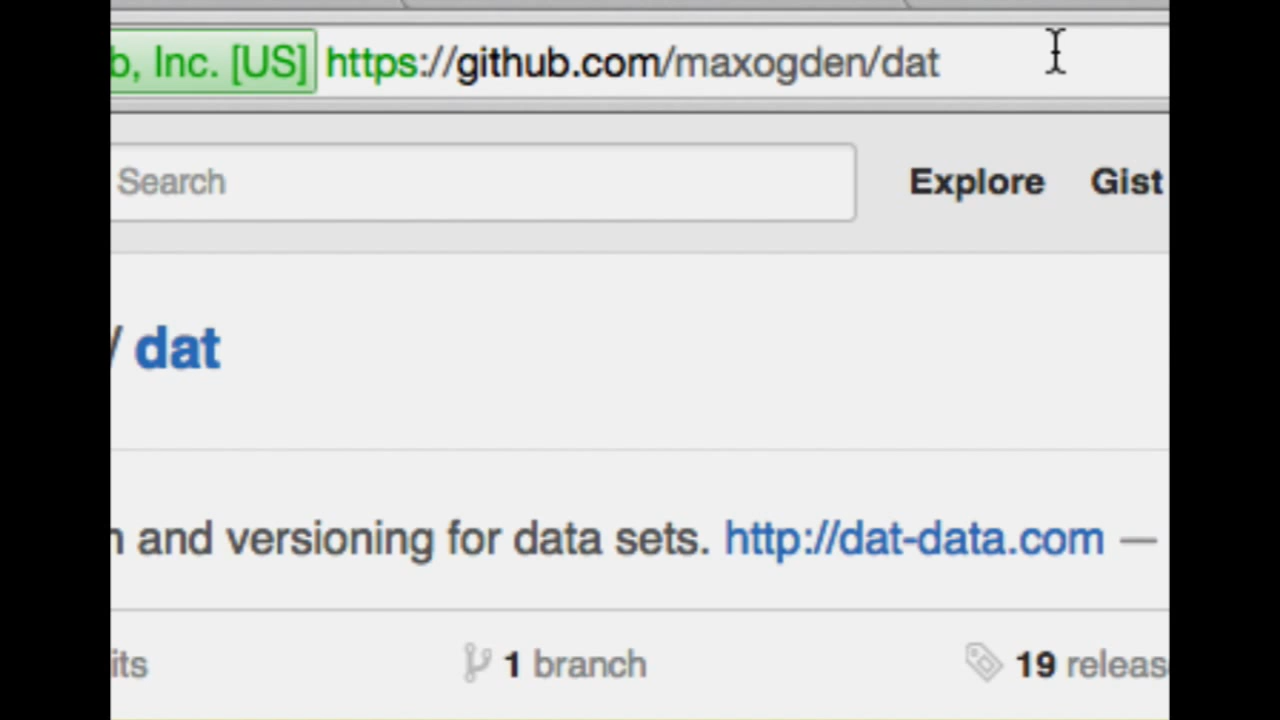 b, Inc. [US] https://github.com/maxogden/dat
Search Explore Gist
/ dat
and versioning for data sets. http://dat-data.com —
its 1 branch 19 releas